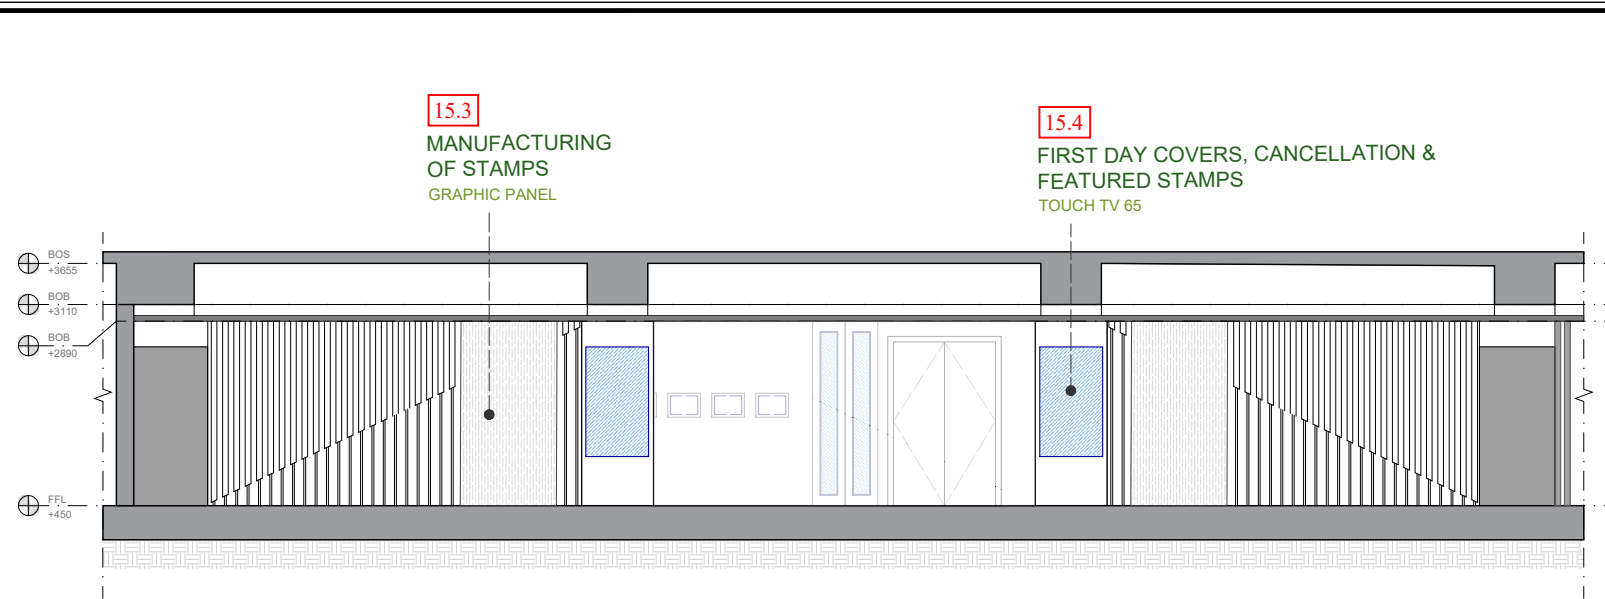 15.3
MANUFACTURING
OF STAMPS
GRAPHIC PANEL
15.4
FIRST DAY COVERS, CANCELLATION &
FEATURED STAMPS
TOUCH TV 65
BOS
+3655
BOB
+3110
BOB
+2890
FFL
+450